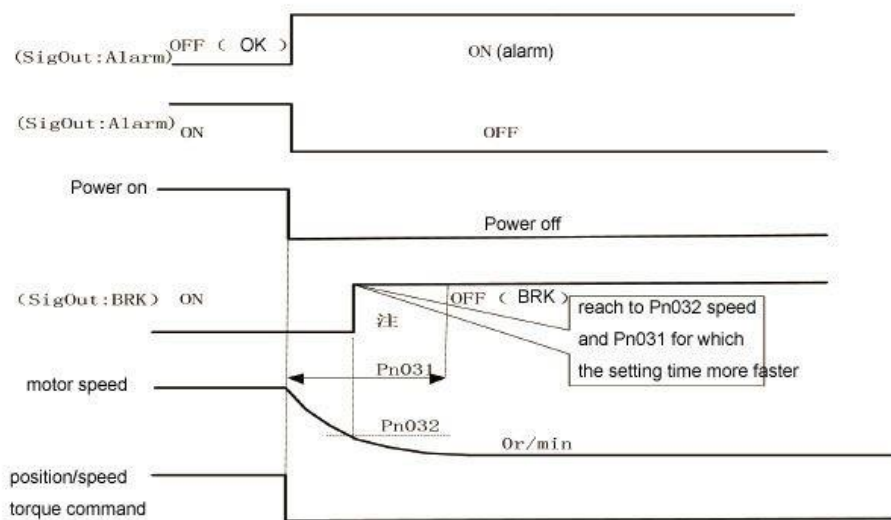 OFF ( OK )
(SigOut:Alarm)
ON (alarm)
(SigOut:Alarm) ON
OFF
Power on
Power off
(SigOut:BRK) ON
OFF ( BRK )
注
reach to Pn032 speed
and Pn031 for which
the setting time more faster
Pn031
motor speed
Pn032
0r/min
position/speed
torque command